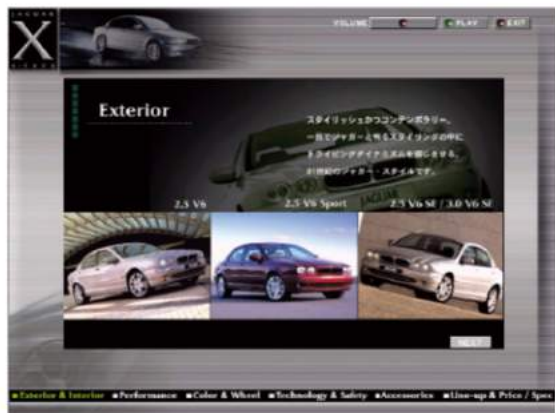 JAGUAR
X
VOLUME
PLAY
EXIT
Exterior
スタイリッシュかつコンテンポラリー。
一目でジャガーと判るスタイリングの中に
ドライビングダイナミズムを感じさせる、
21世紀のジャガー・スタイルです。
JAGUAR
2.5 V6
2.5 V6 Sport
2.5 V6 SE / 3.0 V6 SE
NEXT
Exterior & Interior
Performance
Color & Wheel
Technology & Safety
Accessories
Line-up & Price / Spec